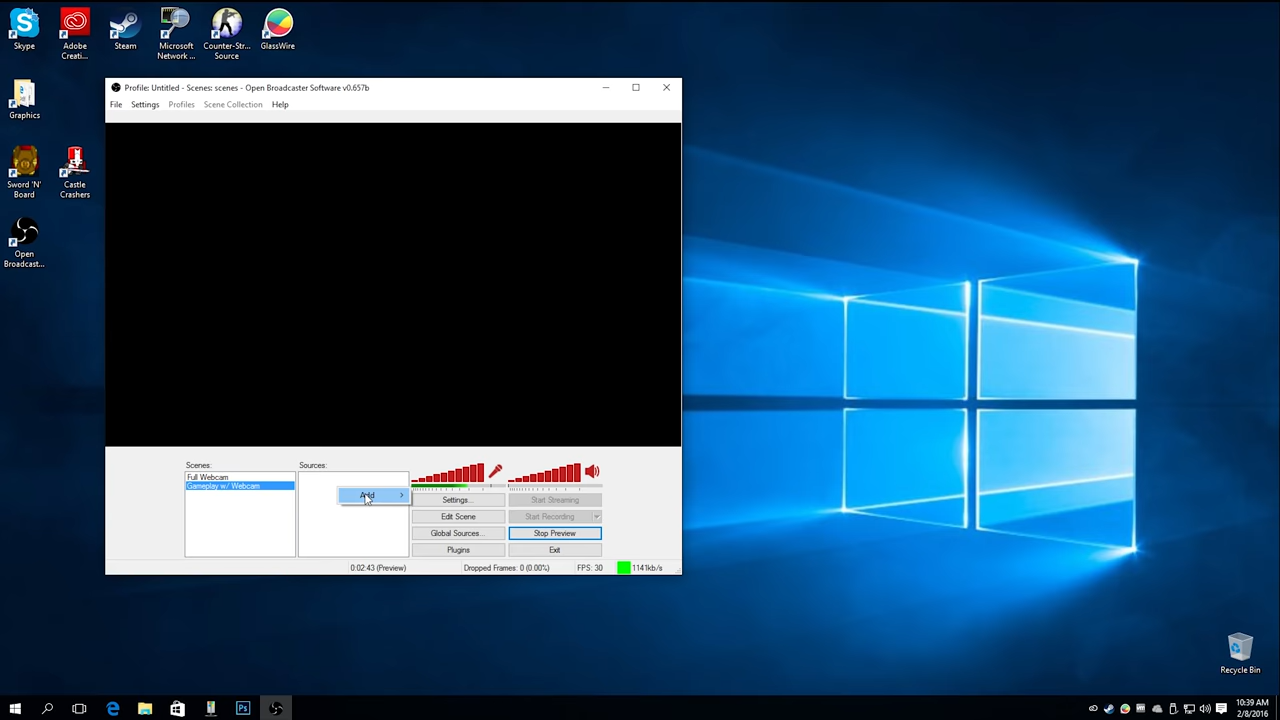 Skype
Adobe
Creati...
Steam
Microsoft
Network ...
Counter-Str...
Source
GlassWire
Graphics
Sword 'N'
Board
Castle
Crashers
Open
Broadcast...
Profile: Untitled - Scenes: scenes - Open Broadcaster Software v0.657b
File Settings Profiles Scene Collection Help
Scenes:
Full Webcam
Gameplay w/ Webcam
Sources:
Add
Settings...
Start Streaming
Edit Scene
Start Recording
Global Sources...
Stop Preview
Plugins
Exit
0:02:43 (Preview)
Dropped Frames: 0 (0.00%)
FPS: 30
1141kb/s
Recycle Bin
Ps
10:39 AM
2/8/2016